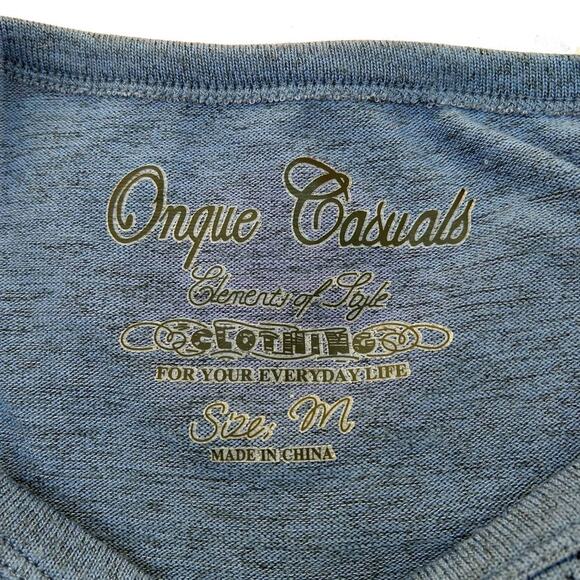 Onque Casuals
Elements of Style
CLOTHING
FOR YOUR EVERYDAY LIFE
Size: M
MADE IN CHINA